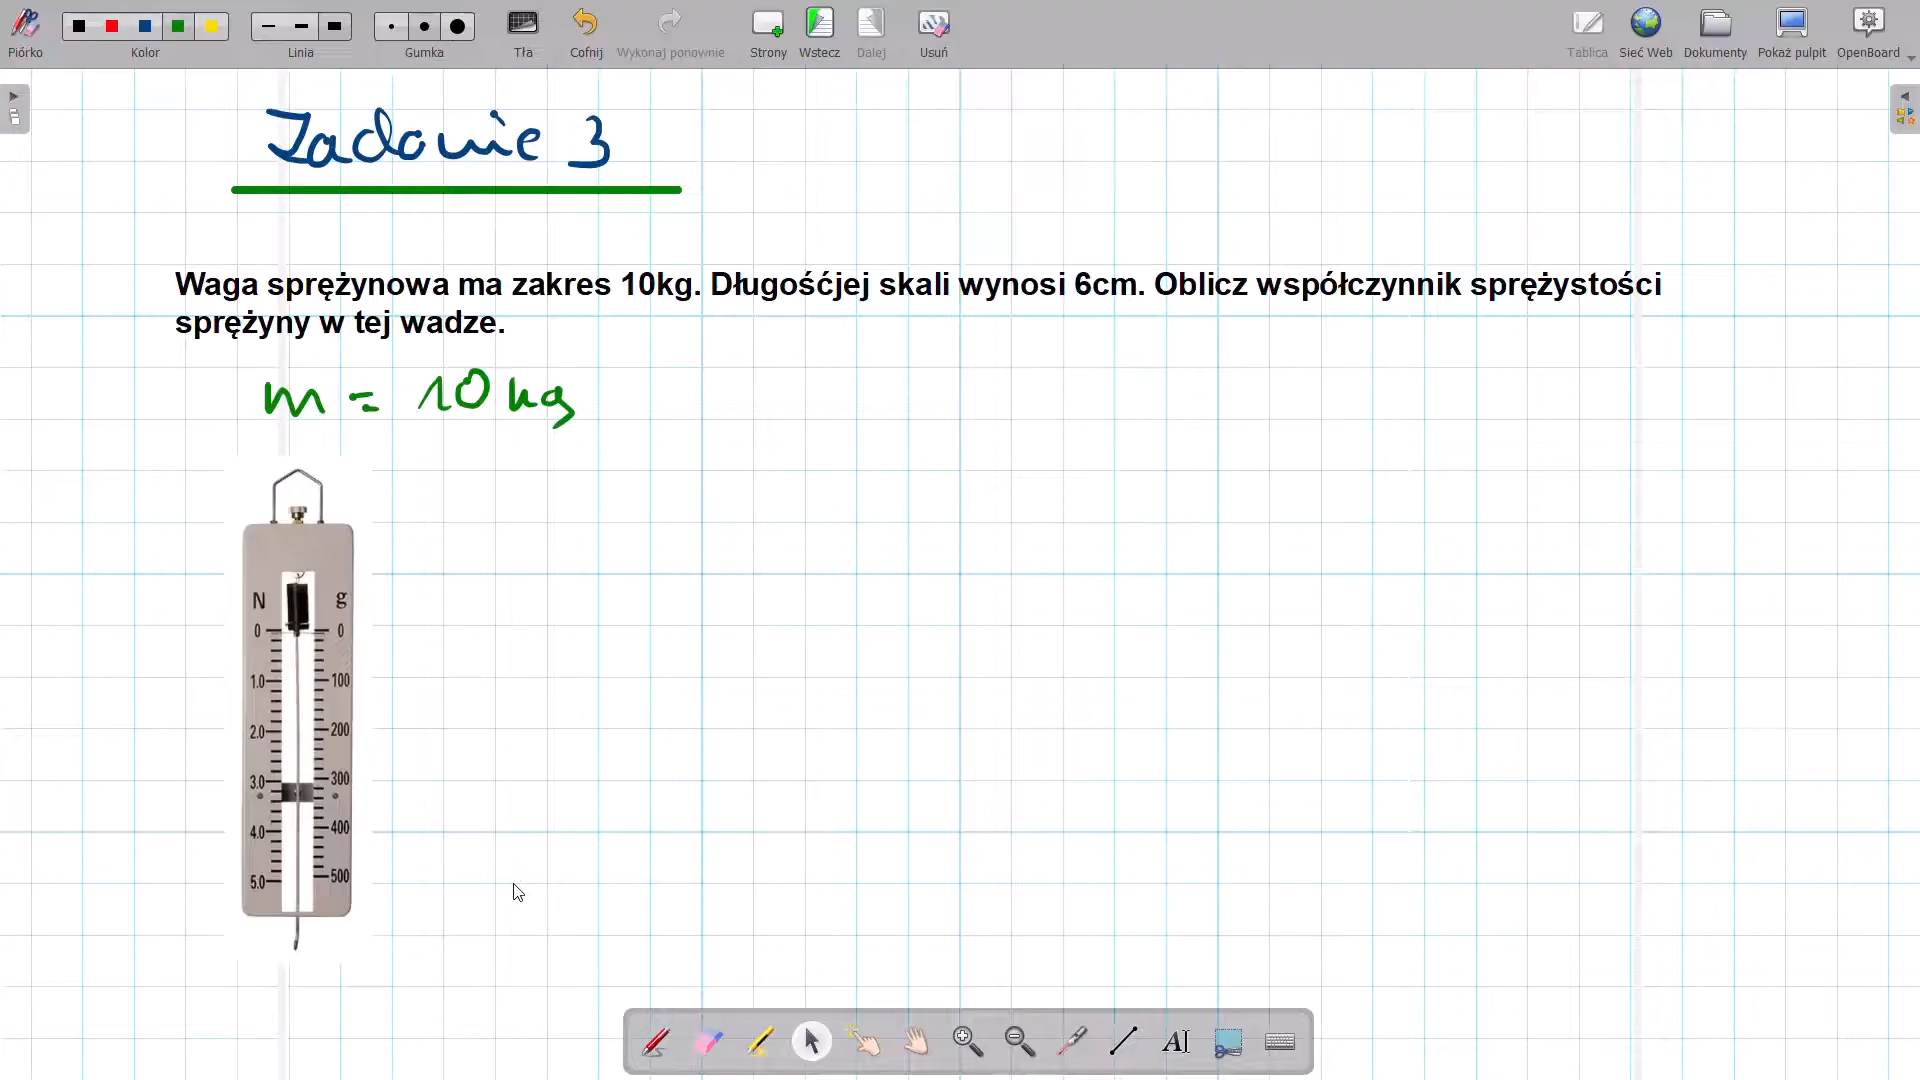 Piórko Kolor Linia Gumka Tła Cofnij Wykonaj ponownie Strony Wstecz Dalej Usuń Tablica Sieć Web Dokumenty Pokaż pulpit OpenBoard
Zadanie 3
Waga sprężynowa ma zakres 10kg. Długośćjej skali wynosi 6cm. Oblicz współczynnik sprężystości
sprężyny w tej wadze.
m = 10 kg
N g
0 0
1.0 100
2.0 200
3.0 300
4.0 400
5.0 500
AI